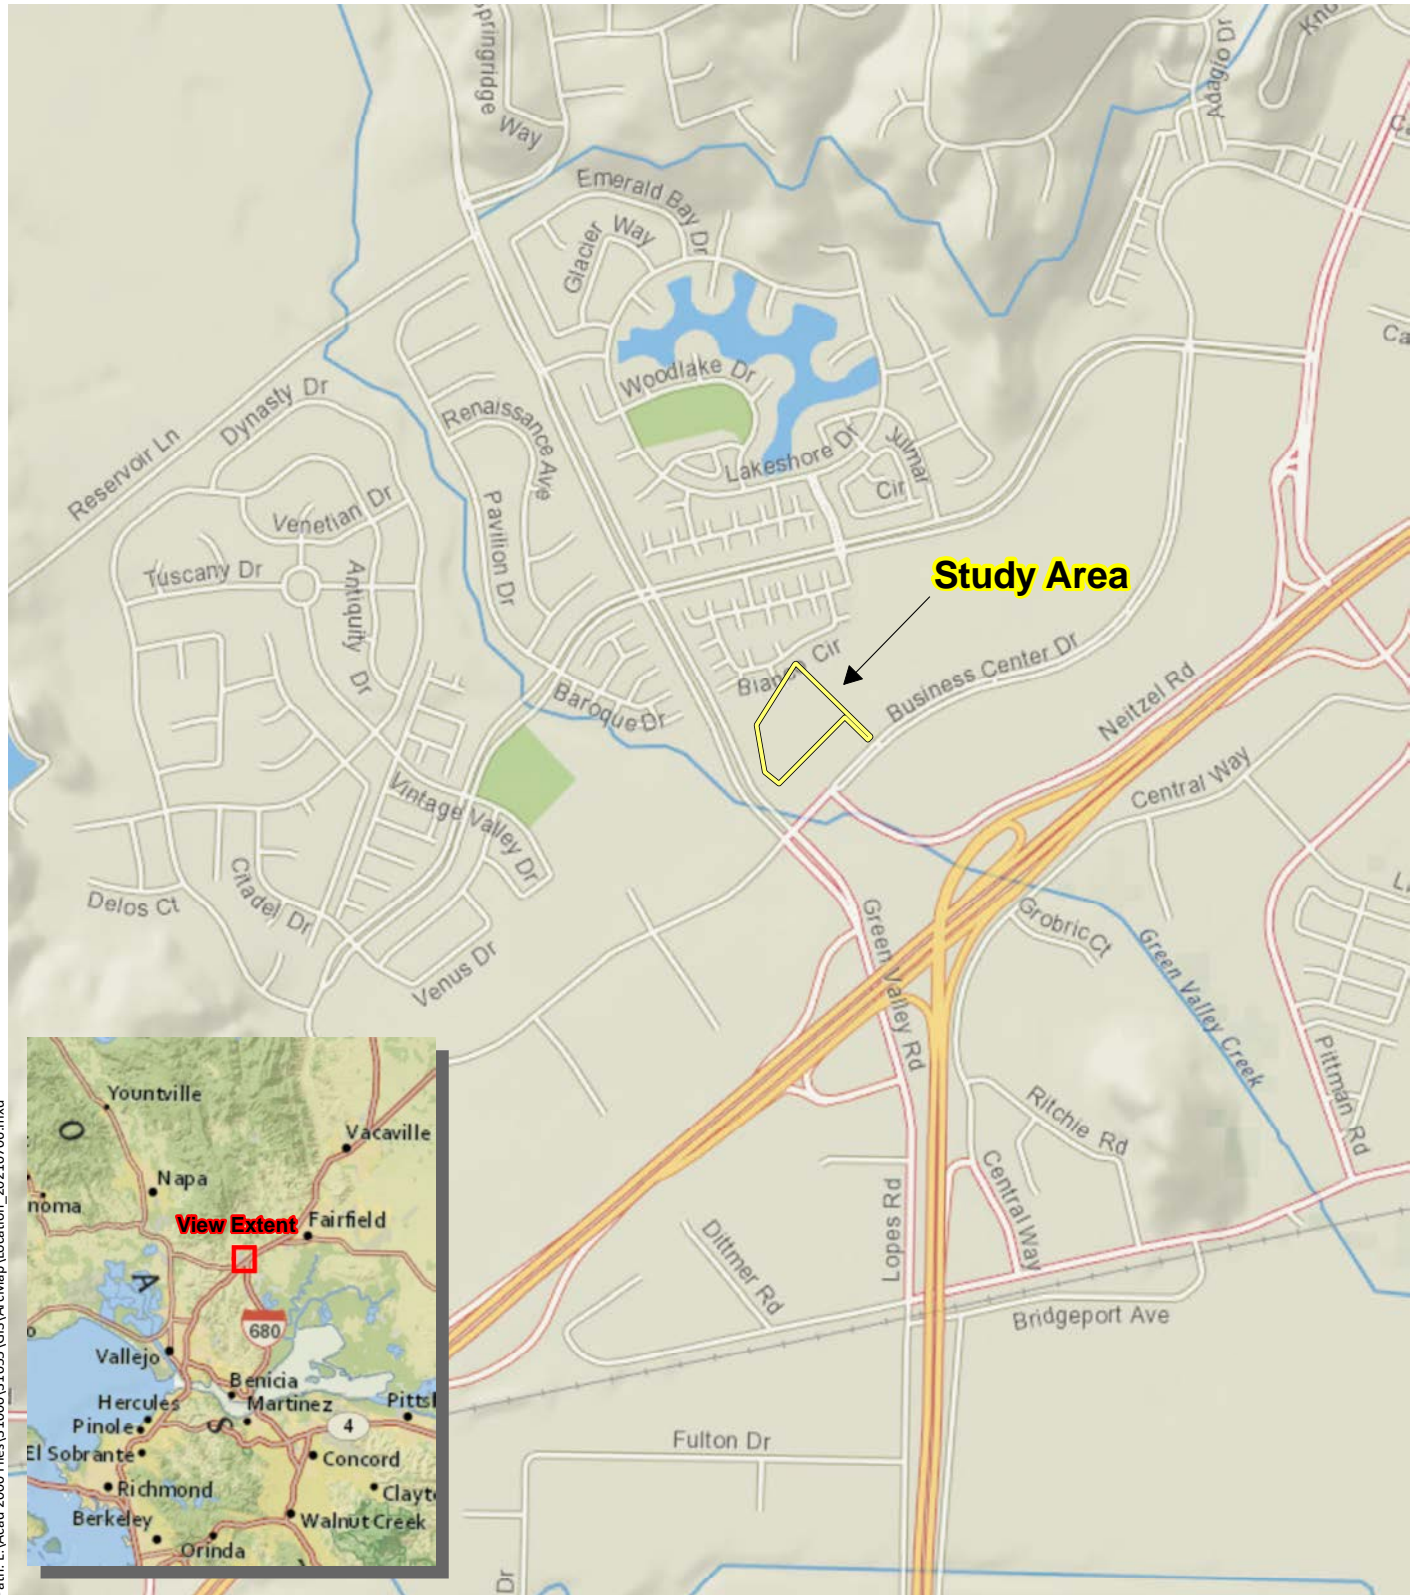 Springridge
Way
Adagio Dr
Emerald Bay Dr
Glacier
Way
Woodlake Dr
Dynasty Dr
Renaissance Ave
Reservoir Ln
Lakeshore Dr
Julmar
Cir
Venetian Dr
Pavilion Dr
Tuscany Dr
Antiquity
Dr
Study Area
Cir
Business Center Dr
Neitzel Rd
Baroque Dr
Central Way
Vintage Valley Dr
Citadel Dr
Delos Ct
Green Valley Rd
Grobric Ct
Green Valley Creek
Venus Dr
Pittman Rd
Ritchie Rd
Central Way
Lopes Rd
Dittmer Rd
Bridgeport Ave
Fulton Dr
Dr
Yountville
O
Vacaville
Napa
noma
View Extent
Fairfield
A
680
Vallejo
Benicia
Hercules
Martinez
Pitts
Pinole
S
4
El Sobrante
Concord
Richmond
Clayt
Berkeley
Walnut Creek
Orinda